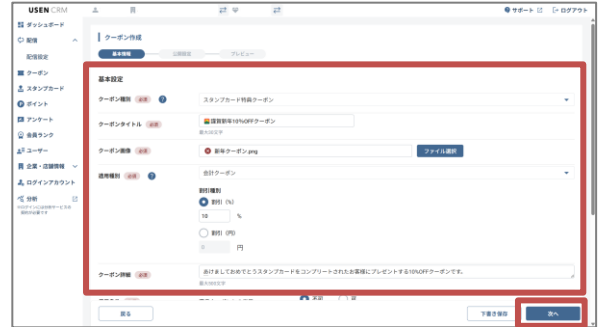 USEN CRM
サポート
ログアウト
ダッシュボード
配信
配信設定
クーポン
スタンプカード
ポイント
アンケート
会員ランク
ユーザー
企業・店舗情報
ログインアカウント
分析
クーポン作成
基本情報
公開設定
プレビュー
基本設定
クーポン種別 必須
スタンプカード特典クーポン
クーポンタイトル 必須
謹賀新年10%OFFクーポン
クーポン画像 必須
新年クーポン.png
ファイル選択
適用種別 必須
会計クーポン
割引種別
割引 (%)
10 %
割引 (円)
0 円
クーポン詳細 必須
あけましておめでとうスタンプカードをコンプリートされたお客様にプレゼントする10%OFFクーポンです。
戻る
下書き保存
次へ